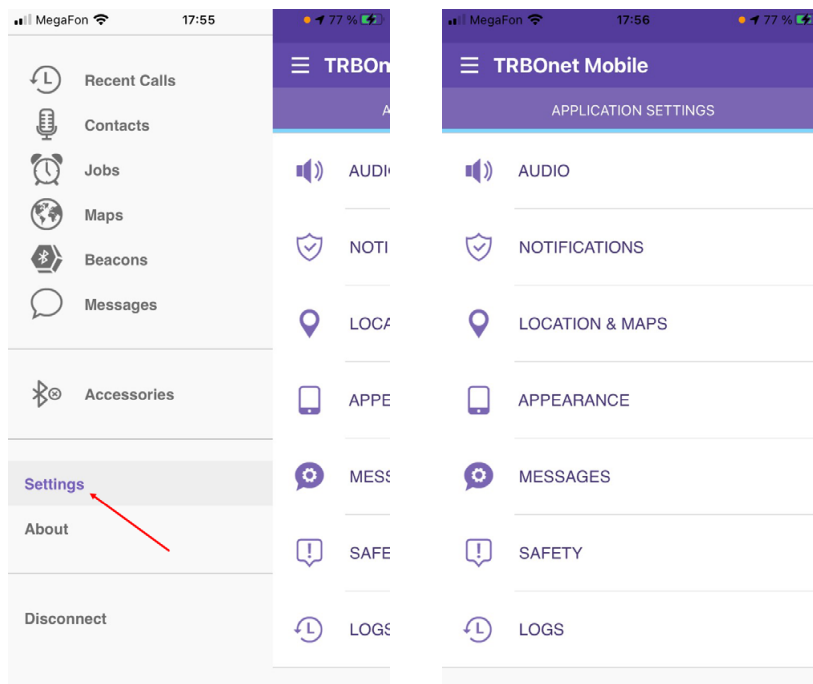 MegaFon 17:55 77 %
Recent Calls
Contacts
Jobs
Maps
Beacons
Messages
Accessories
Settings
About
Disconnect
TRBOn
A
AUDI
NOTI
LOCA
APPE
MESS
SAFE
LOGS
MegaFon 17:56 77 %
TRBOnet Mobile
APPLICATION SETTINGS
AUDIO
NOTIFICATIONS
LOCATION & MAPS
APPEARANCE
MESSAGES
SAFETY
LOGS